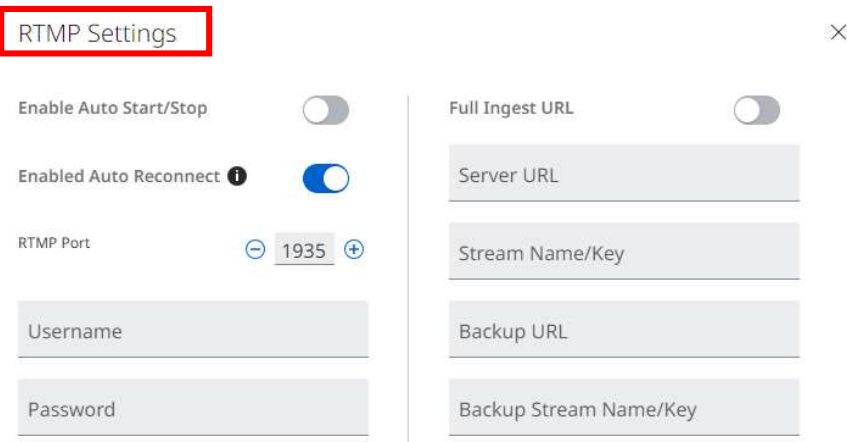 RTMP Settings
Enable Auto Start/Stop
Enabled Auto Reconnect i
RTMP Port
1935
Username
Password
Full Ingest URL
Server URL
Stream Name/Key
Backup URL
Backup Stream Name/Key